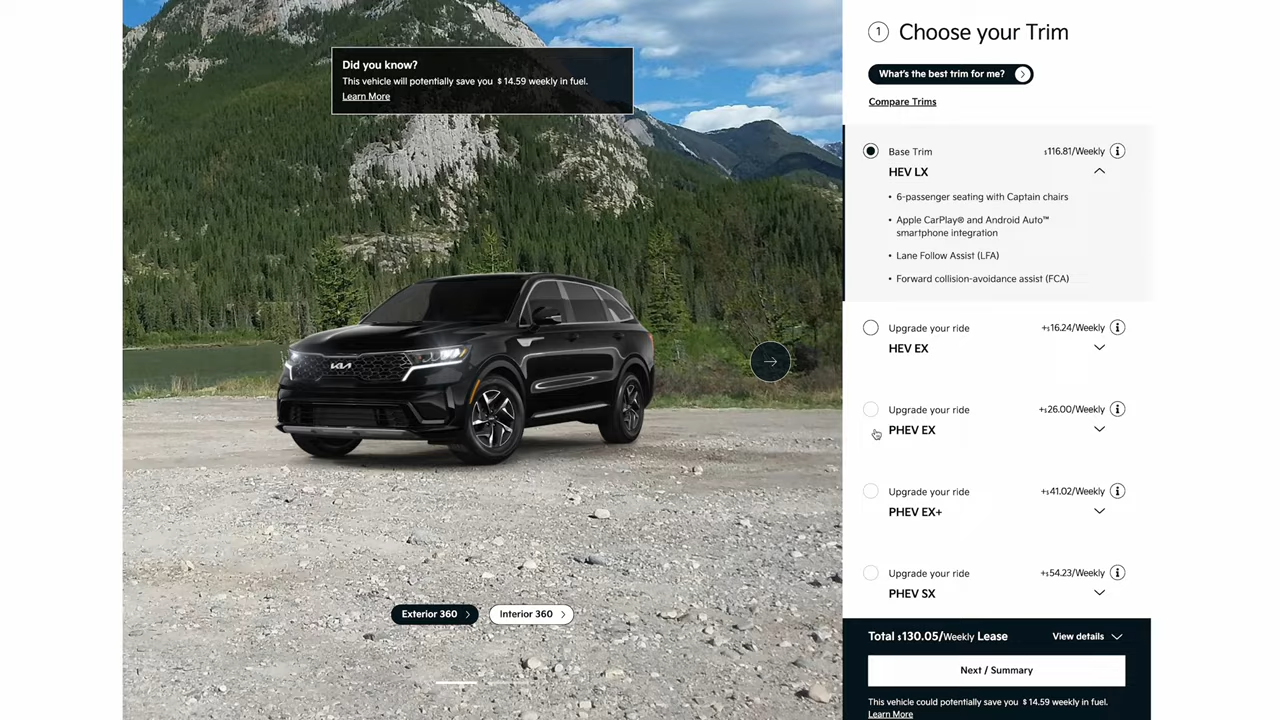 Did you know?
This vehicle will potentially save you $14.59 weekly in fuel.
Learn More
KIA
Exterior 360
Interior 360
1 Choose your Trim
What's the best trim for me?
Compare Trims
Base Trim $116.81/Weekly i
HEV LX
• 6-passenger seating with Captain chairs
• Apple CarPlay® and Android Auto™
smartphone integration
• Lane Follow Assist (LFA)
• Forward collision-avoidance assist (FCA)
Upgrade your ride +$16.24/Weekly i
HEV EX
Upgrade your ride +$26.00/Weekly i
PHEV EX
Upgrade your ride +$41.02/Weekly i
PHEV EX+
Upgrade your ride +$54.23/Weekly i
PHEV SX
Total $130.05/Weekly Lease View details
Next / Summary
This vehicle could potentially save you $14.59 weekly in fuel.
Learn More